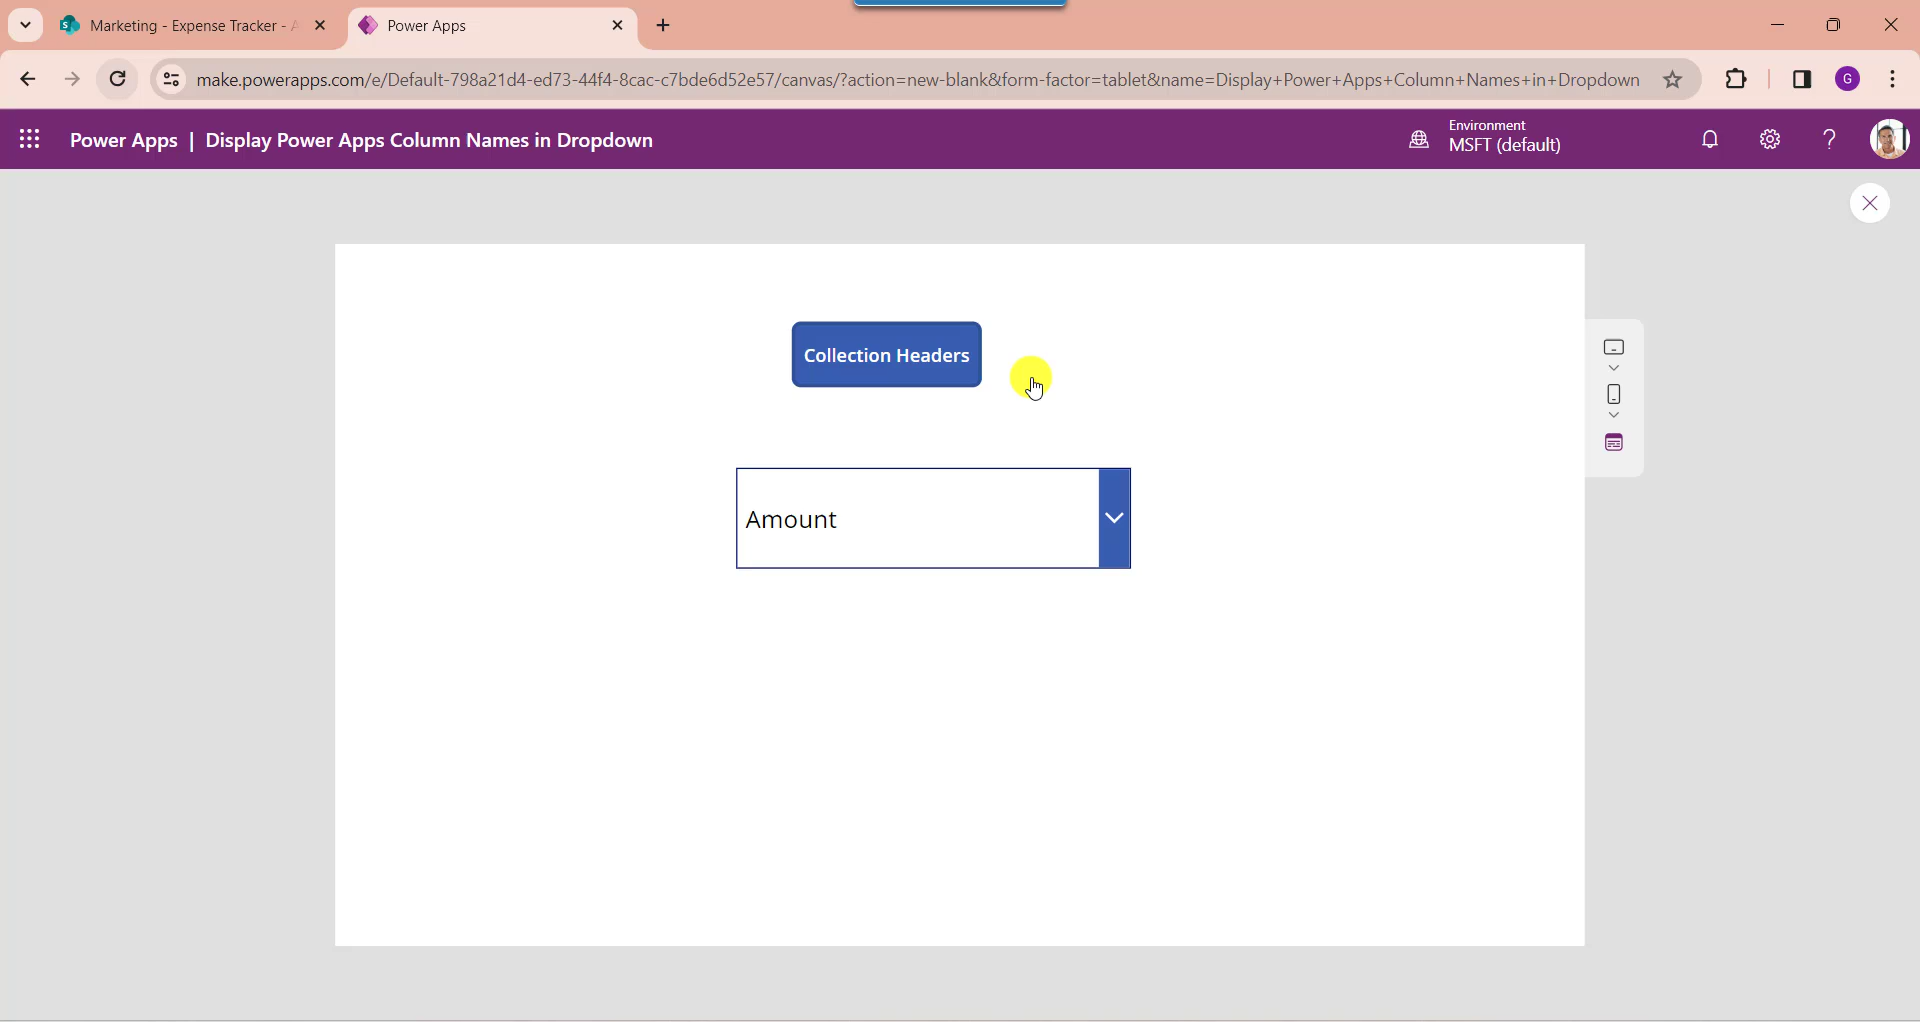 Marketing - Expense Tracker -
Power Apps
make.powerapps.com/e/Default-798a21d4-ed73-44f4-8cac-c7bde6d52e57/canvas/?action=new-blank&form-factor=tablet&name=Display+Power+Apps+Column+Names+in+Dropdown
G
Power Apps | Display Power Apps Column Names in Dropdown
Environment
MSFT (default)
Collection Headers
Amount